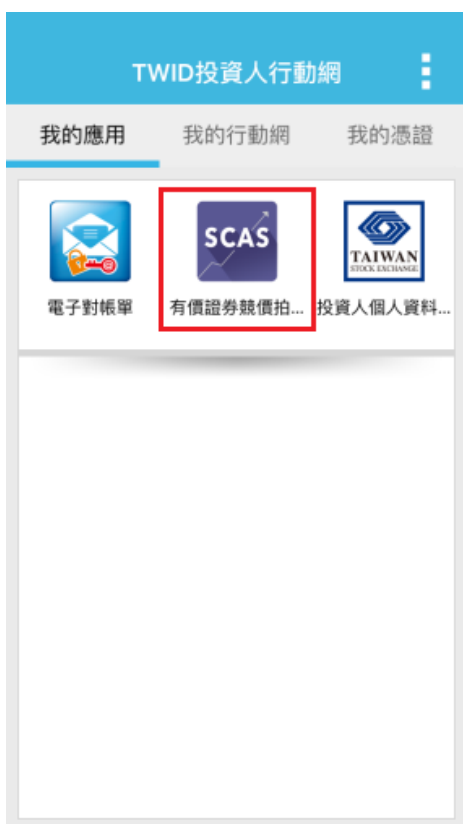 TWID投資人行動網
我的應用
我的行動網
我的憑證
SCAS
TAIWAN
STOCK EXCHANGE
電子對帳單
有價證券競價拍...
投資人個人資料...